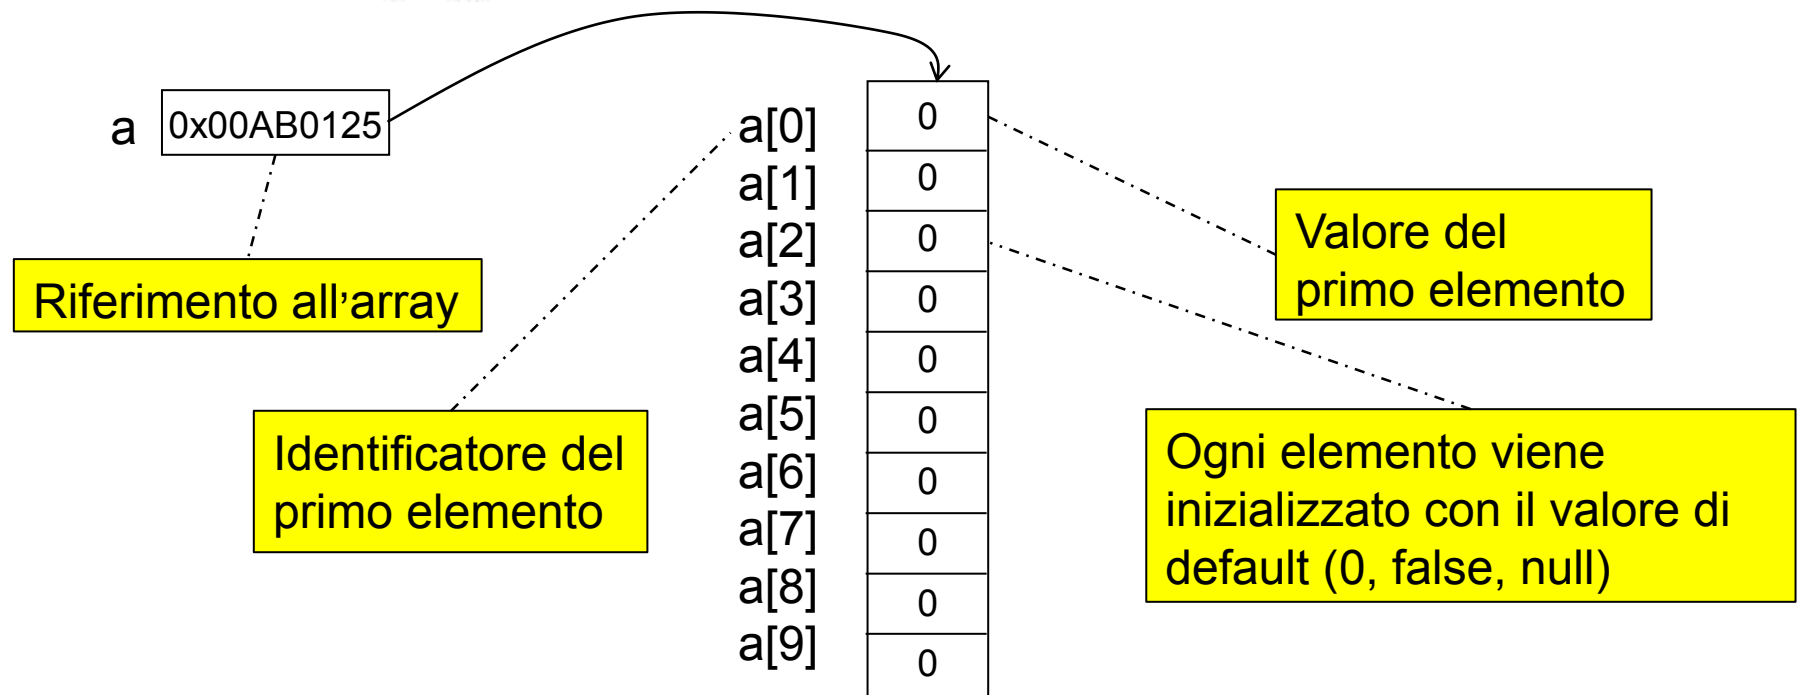 a
0x00AB0125
Riferimento all’array
Identificatore del
primo elemento
a[0]
a[1]
a[2]
a[3]
a[4]
a[5]
a[6]
a[7]
a[8]
a[9]
0
0
0
0
0
0
0
0
0
0
Valore del
primo elemento
Ogni elemento viene
inizializzato con il valore di
default (0, false, null)